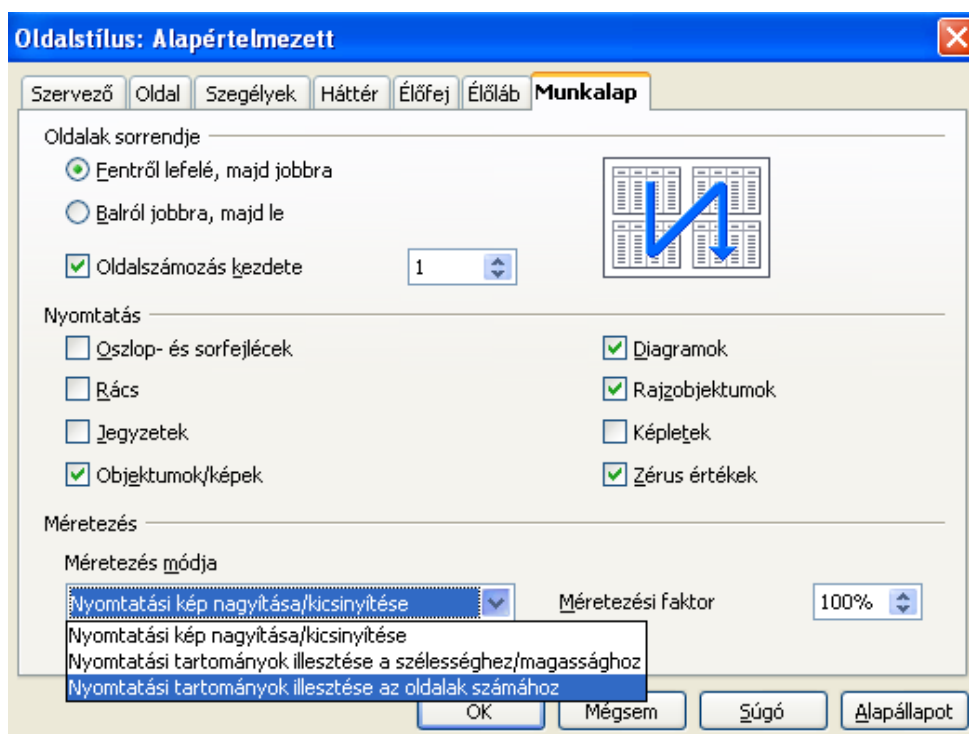 Oldalstílus: Alapértelmezett
Szervező Oldal Szegélyek Háttér Élőfej Élőláb Munkalap
Oldalak sorrendje
Fentről lefelé, majd jobbra
Balról jobbra, majd le
Oldalszámozás kezdete 1
Nyomtatás
Oszlop- és sorfejlécek Diagramok
Rács Rajzobjektumok
Jegyzetek Képletek
Objektumok/képek Zérus értékek
Méretezés
Méretezés módja
Nyomtatási kép nagyítása/kicsinyítése Méretezési faktor 100%
Nyomtatási kép nagyítása/kicsinyítése
Nyomtatási tartományok illesztése a szélességhez/magassághoz
Nyomtatási tartományok illesztése az oldalak számához
OK Mégsem Súgó Alapállapot